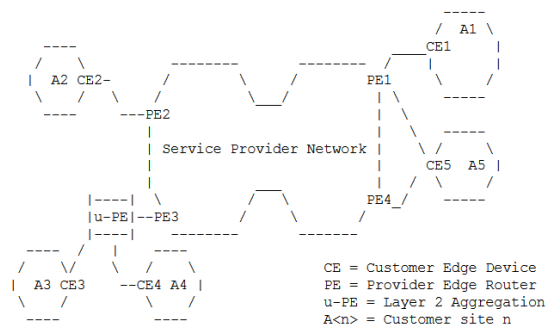 A1
CE1
A2 CE2
PE1
PE2
Service Provider Network
CE5 A5
PE4
u-PE
PE3
A3 CE3
CE4 A4
CE = Customer Edge Device
PE = Provider Edge Router
u-PE = Layer 2 Aggregation
A<n> = Customer site n